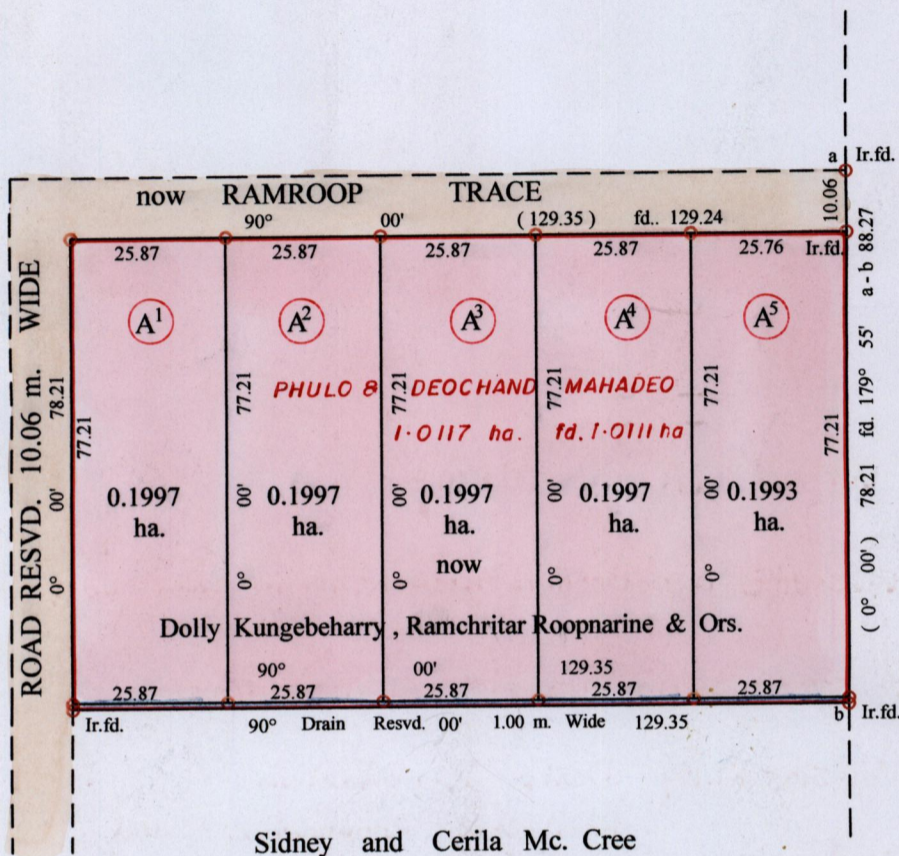 a Ir.fd.
now RAMROOP TRACE
10.06
90° 00' ( 129.35 ) fd.. 129.24
25.87 25.87 25.87 25.87 25.76 Ir.fd.
A1 A2 A3 A4 A5
ROAD RESVD. 10.06 m. WIDE
0° 00' 78.21
77.21
0° 00' 77.21
0° 00' 77.21
0° 00' 77.21
0° 00' 77.21
77.21
78.21 fd. 179° 55' a - b 88.27
( 0° 00' )
PHULO & DEOCHAND MAHADEO
1·0117 ha. fd. 1·0111 ha
0.1997 0.1997 0.1997 0.1997 0.1993
ha. ha. ha. ha. ha.
now
Dolly Kungebeharry , Ramchritar Roopnarine & Ors.
90° 00' 129.35
25.87 25.87 25.87 25.87 25.87
Ir.fd. 90° Drain Resvd. 00' 1.00 m. Wide 129.35 b Ir.fd.
Sidney and Cerila Mc. Cree